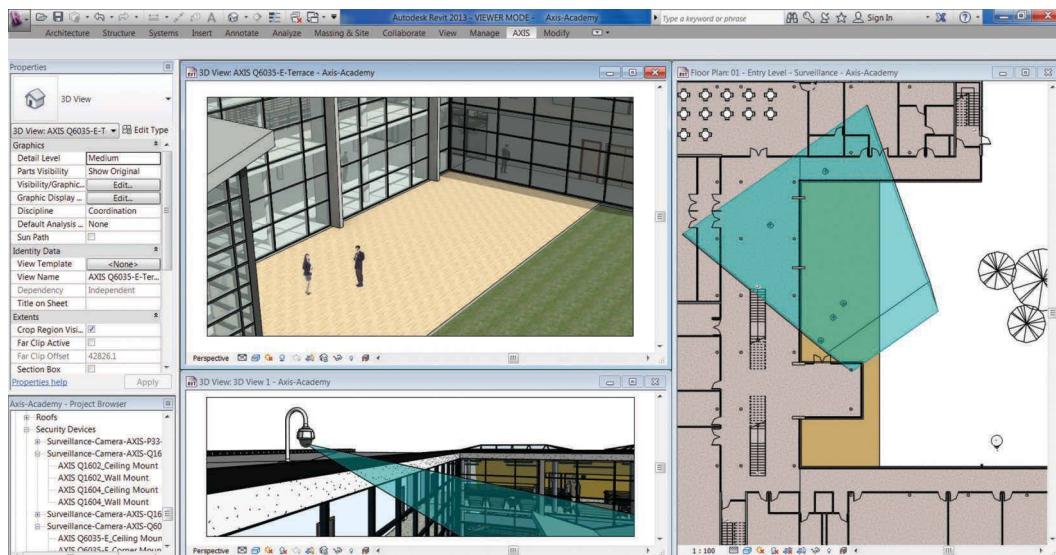 Autodesk Revit 2013 - VIEWER MODE - Axis-Academy
Type a keyword or phrase
Sign In
Architecture Structure Systems Insert Annotate Analyze Massing & Site Collaborate View Manage AXIS Modify
Properties
3D View
3D View: AXIS Q6035-E-T Edit Type
Graphics
Detail Level Medium
Parts Visibility Show Original
Visibility/Graphic... Edit...
Graphic Display ... Edit...
Discipline Coordination
Default Analysis ... None
Sun Path
Identity Data
View Template <None>
View Name AXIS Q6035-E-Ter...
Dependency Independent
Title on Sheet
Extents
Crop Region Visi...
Far Clip Active
Far Clip Offset 42826.1
Section Box
Properties help Apply
Axis-Academy - Project Browser
Roofs
Security Devices
Surveillance-Camera-AXIS-P33-
Surveillance-Camera-AXIS-Q16
AXIS Q1602_Ceiling Mount
AXIS Q1602_Wall Mount
AXIS Q1604_Ceiling Mount
AXIS Q1604_Wall Mount
Surveillance-Camera-AXIS-Q16
Surveillance-Camera-AXIS-Q60
AXIS Q6035-E_Ceiling Moun
AXIS Q6035-E_Corner Moun
3D View: AXIS Q6035-E-Terrace - Axis-Academy
Perspective
3D View: 3D View 1 - Axis-Academy
Perspective
Floor Plan: 01 - Entry Level - Surveillance - Axis-Academy
1 : 100